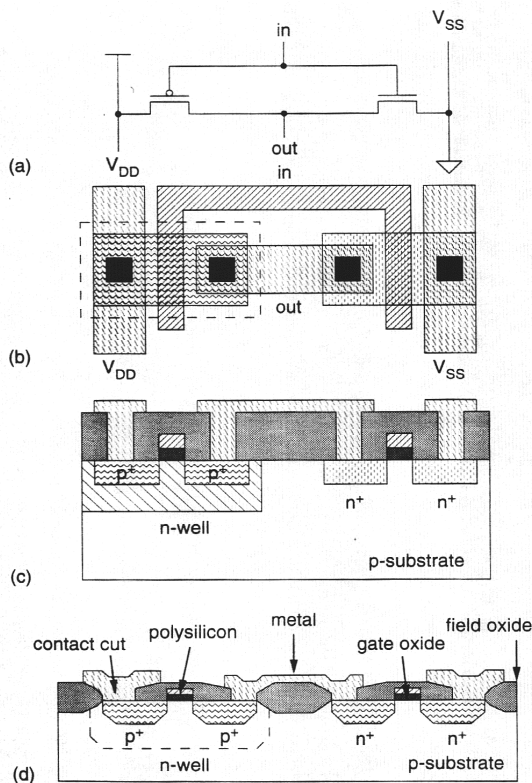 in
V_SS
out
V_DD
(a)
in
out
V_DD
V_SS
(b)
p⁺
p⁺
n⁺
n⁺
n-well
p-substrate
(c)
metal
field oxide
polysilicon
gate oxide
contact cut
p⁺
p⁺
n⁺
n⁺
n-well
p-substrate
(d)